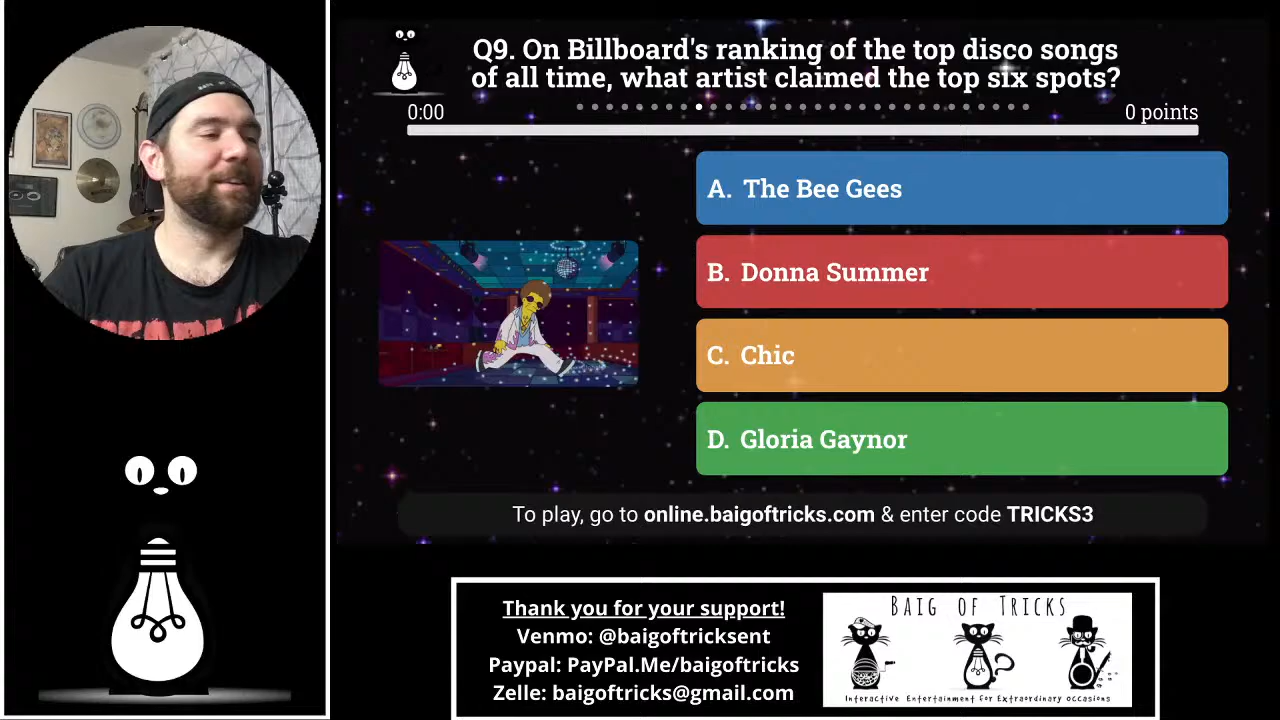 Q9. On Billboard's ranking of the top disco songs
of all time, what artist claimed the top six spots?
0:00
0 points
A. The Bee Gees
B. Donna Summer
C. Chic
D. Gloria Gaynor
To play, go to online.baigoftricks.com & enter code TRICKS3
Thank you for your support!
Venmo: @baigoftricksent
Paypal: PayPal.Me/baigoftricks
Zelle: baigoftricks@gmail.com
BAIG OF TRICKS
Interactive Entertainment for Extraordinary occasions